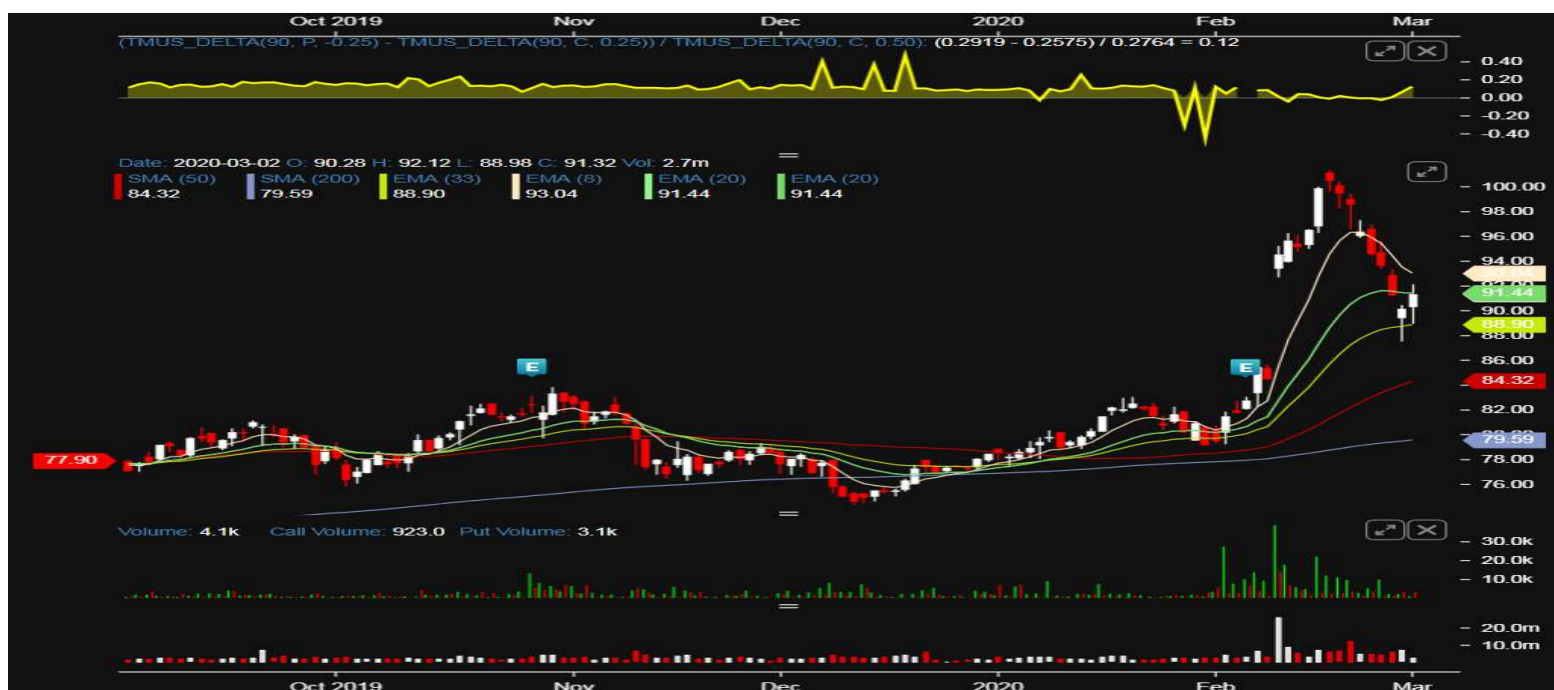 Oct 2019 Nov Dec 2020 Feb Mar
(TMUS_DELTA(90, P, -0.25) - TMUS_DELTA(90, C, 0.25)) / TMUS_DELTA(90, C, 0.50): (0.2919 - 0.2575) / 0.2764 = 0.12
0.40
0.20
0.00
-0.20
-0.40
Date: 2020-03-02 O: 90.28 H: 92.12 L: 88.98 C: 91.32 Vol: 2.7m
SMA (50) SMA (200) EMA (33) EMA (8) EMA (20) EMA (20)
84.32 79.59 88.90 93.04 91.44 91.44
100.00
98.00
96.00
94.00
93.04
92.00
91.44
90.00
88.90
88.00
E E
86.00
84.32
82.00
79.59
77.90
78.00
76.00
Volume: 4.1k Call Volume: 923.0 Put Volume: 3.1k
30.0k
20.0k
10.0k
20.0m
10.0m
Oct 2019 Nov Dec 2020 Feb Mar